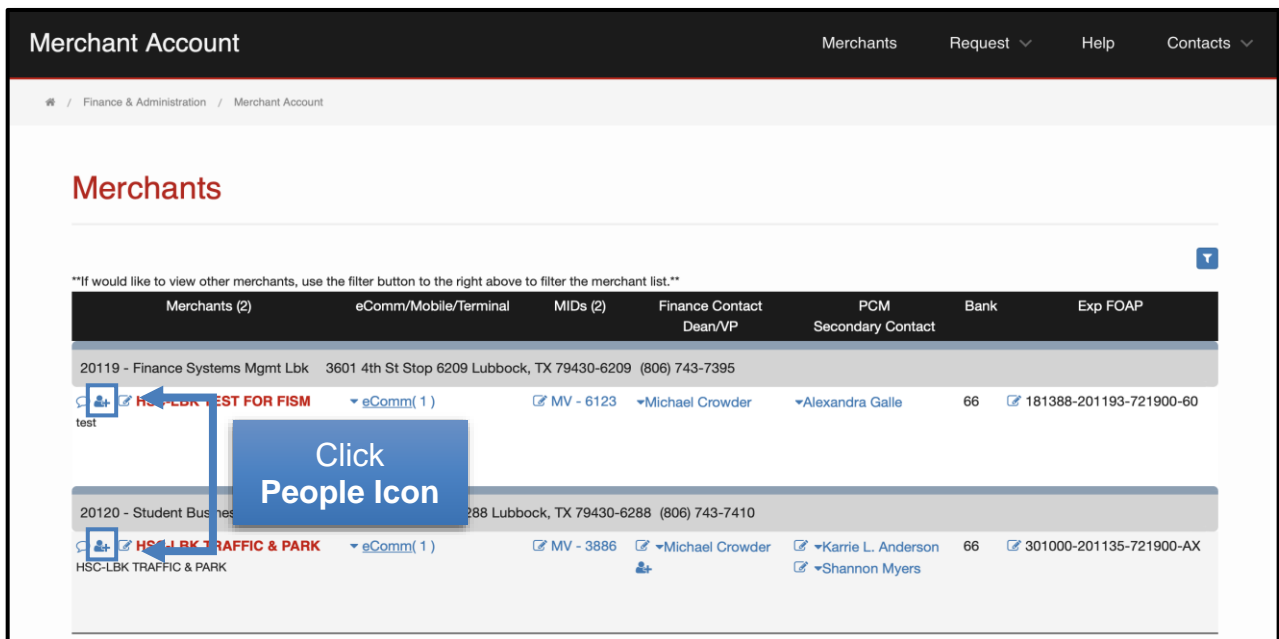 Merchant Account
Merchants Request Help Contacts
/ Finance & Administration / Merchant Account
Merchants
**If would like to view other merchants, use the filter button to the right above to filter the merchant list.**
Merchants (2) eComm/Mobile/Terminal MIDs (2) Finance Contact Dean/VP PCM Secondary Contact Bank Exp FOAP
20119 - Finance Systems Mgmt Lbk 3601 4th St Stop 6209 Lubbock, TX 79430-6209 (806) 743-7395
HSC-LBK TEST FOR FISM eComm( 1 ) MV - 6123 Michael Crowder Alexandra Galle 66 181388-201193-721900-60
test
Click
People Icon
20120 - Student 288 Lubbock, TX 79430-6288 (806) 743-7410
HSC-LBK TRAFFIC & PARK eComm( 1 ) MV - 3886 Michael Crowder Karrie L. Anderson 66 301000-201135-721900-AX
HSC-LBK TRAFFIC & PARK Shannon Myers